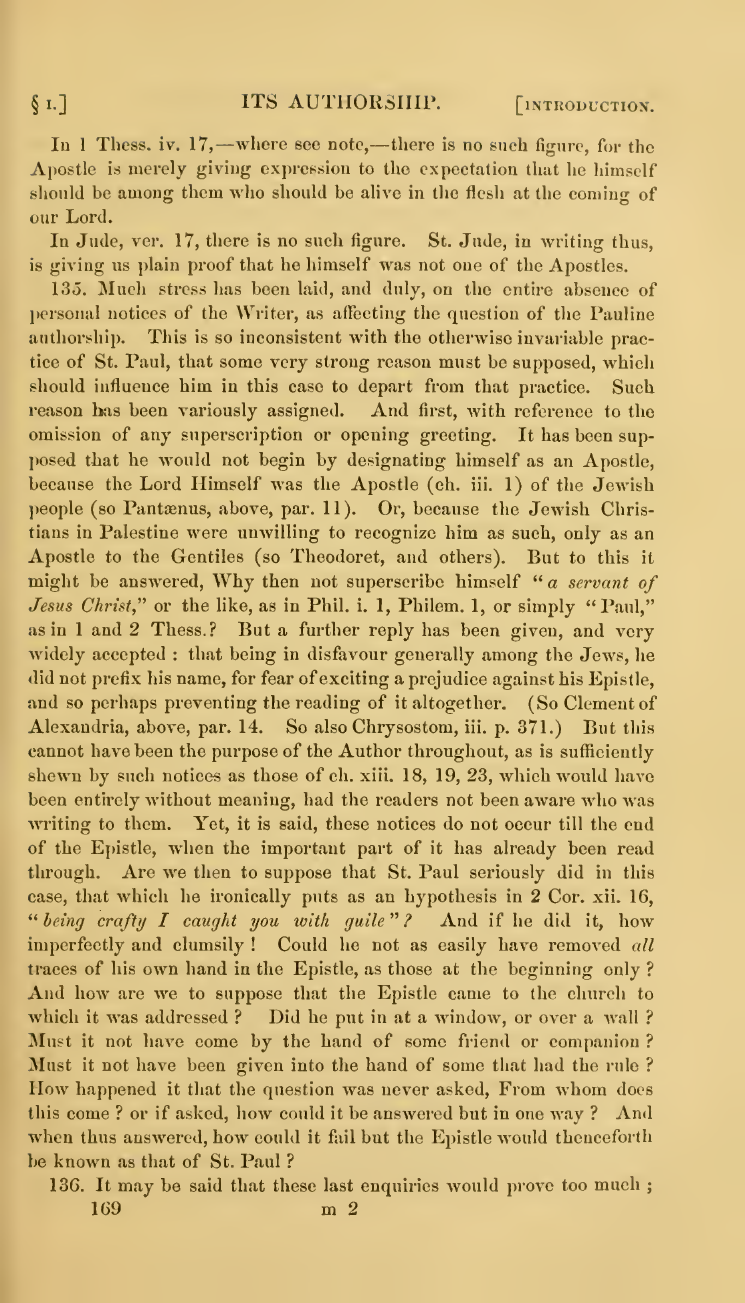 § I.] ITS AUTHORSHIP. [INTRODUCTION.
In 1 Thess. iv. 17,—where see note,—there is no such figure, for the
Apostle is merely giving expression to the expectation that he himself
should be among them who should be alive in the flesh at the coming of
our Lord.
In Jude, ver. 17, there is no such figure. St. Jude, in writing thus,
is giving us plain proof that he himself was not one of the Apostles.
135. Much stress has been laid, and duly, on the entire absence of
personal notices of the Writer, as affecting the question of the Pauline
authorship. This is so inconsistent with the otherwise invariable prac-
tice of St. Paul, that some very strong reason must be supposed, which
should influence him in this case to depart from that practice. Such
reason has been variously assigned. And first, with reference to the
omission of any superscription or opening greeting. It has been sup-
posed that he would not begin by designating himself as an Apostle,
because the Lord Himself was the Apostle (ch. iii. 1) of the Jewish
people (so Pantænus, above, par. 11). Or, because the Jewish Chris-
tians in Palestine were unwilling to recognize him as such, only as an
Apostle to the Gentiles (so Theodoret, and others). But to this it
might be answered, Why then not superscribe himself “a servant of
Jesus Christ,” or the like, as in Phil. i. 1, Philem. 1, or simply “Paul,”
as in 1 and 2 Thess.? But a further reply has been given, and very
widely accepted : that being in disfavour generally among the Jews, he
did not prefix his name, for fear of exciting a prejudice against his Epistle,
and so perhaps preventing the reading of it altogether. (So Clement of
Alexandria, above, par. 14. So also Chrysostom, iii. p. 371.) But this
cannot have been the purpose of the Author throughout, as is sufficiently
shewn by such notices as those of ch. xiii. 18, 19, 23, which would have
been entirely without meaning, had the readers not been aware who was
writing to them. Yet, it is said, these notices do not occur till the end
of the Epistle, when the important part of it has already been read
through. Are we then to suppose that St. Paul seriously did in this
case, that which he ironically puts as an hypothesis in 2 Cor. xii. 16,
“being crafty I caught you with guile”? And if he did it, how
imperfectly and clumsily ! Could he not as easily have removed all
traces of his own hand in the Epistle, as those at the beginning only ?
And how are we to suppose that the Epistle came to the church to
which it was addressed ? Did he put in at a window, or over a wall ?
Must it not have come by the hand of some friend or companion ?
Must it not have been given into the hand of some that had the rule ?
How happened it that the question was never asked, From whom does
this come ? or if asked, how could it be answered but in one way ? And
when thus answered, how could it fail but the Epistle would thenceforth
be known as that of St. Paul ?
136. It may be said that these last enquiries would prove too much ;
169 m 2